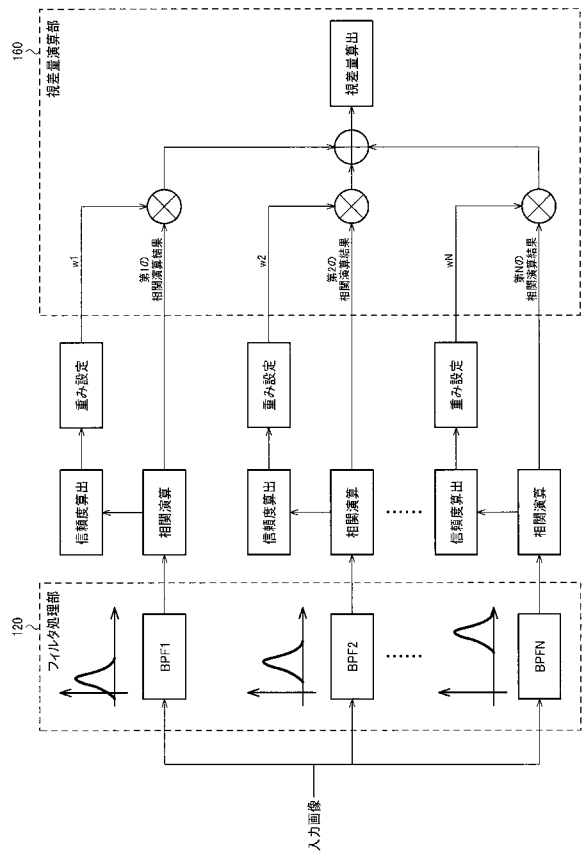 入力画像
120
フィルタ処理部
BPF1
BPF2
……
BPFN
信頼度算出
相関演算
重み設定
信頼度算出
相関演算
重み設定
……
信頼度算出
相関演算
重み設定
160
視差量演算部
w1
第1の
相関演算結果
w2
第2の
相関演算結果
wN
第Nの
相関演算結果
視差量算出